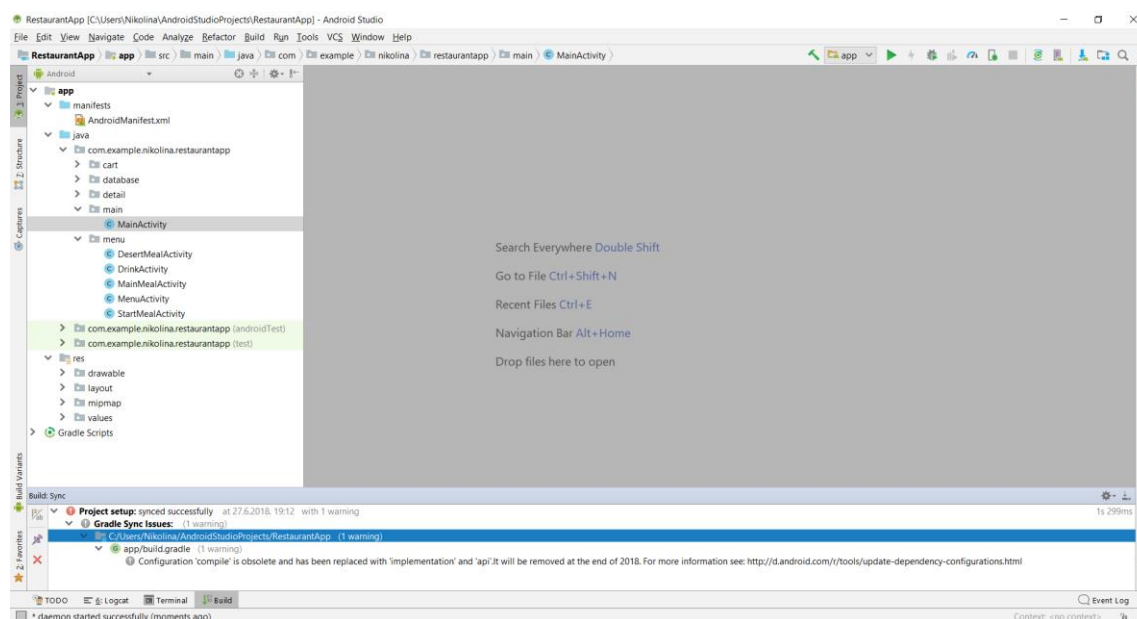 RestaurantApp [C:\Users\Nikolina\AndroidStudioProjects\RestaurantApp] - Android Studio
File Edit View Navigate Code Analyze Refactor Build Run Tools VCS Window Help
RestaurantApp app src main java com example nikolina restaurantapp main MainActivity
app
1: Project
Z: Structure
Captures
Build Variants
2: Favorites
Android
app
manifests
AndroidManifest.xml
java
com.example.nikolina.restaurantapp
cart
database
detail
main
MainActivity
menu
DesertMealActivity
DrinkActivity
MainMealActivity
MenuActivity
StartMealActivity
com.example.nikolina.restaurantapp (androidTest)
com.example.nikolina.restaurantapp (test)
res
drawable
layout
mipmap
values
Gradle Scripts
Search Everywhere Double Shift
Go to File Ctrl+Shift+N
Recent Files Ctrl+E
Navigation Bar Alt+Home
Drop files here to open
Build: Sync
Project setup: synced successfully at 27.6.2018. 19:12 with 1 warning 1s 299ms
Gradle Sync Issues: (1 warning)
C:/Users/Nikolina/AndroidStudioProjects/RestaurantApp (1 warning)
app/build.gradle (1 warning)
Configuration 'compile' is obsolete and has been replaced with 'implementation' and 'api'.It will be removed at the end of 2018. For more information see: http://d.android.com/r/tools/update-dependency-configurations.html
TODO 6: Logcat Terminal Build Event Log
* daemon started successfully (moments ago) Context: <no context>